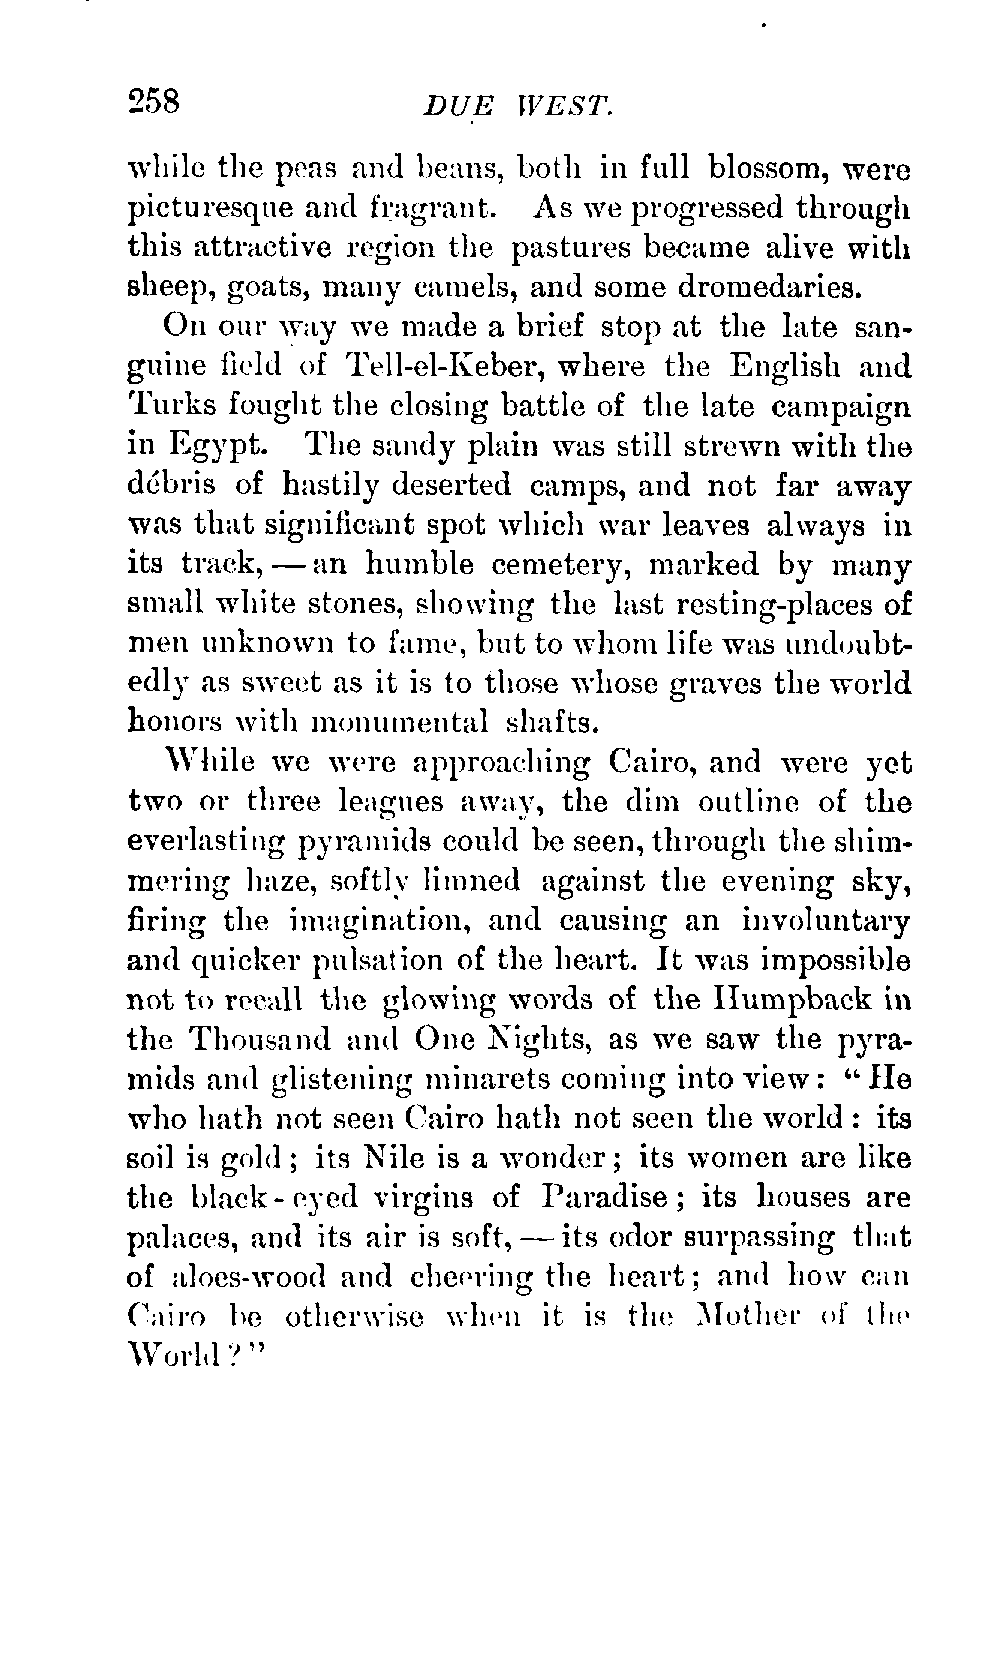 258 DUE WEST.
while the peas and beans, both in full blossom, were
picturesque and fragrant. As we progressed through
this attractive region the pastures became alive with
sheep, goats, many camels, and some dromedaries.
On our way we made a brief stop at the late san-
guine field of Tell-el-Keber, where the English and
Turks fought the closing battle of the late campaign
in Egypt. The sandy plain was still strewn with the
débris of hastily deserted camps, and not far away
was that significant spot which war leaves always in
its track, — an humble cemetery, marked by many
small white stones, showing the last resting-places of
men unknown to fame, but to whom life was undoubt-
edly as sweet as it is to those whose graves the world
honors with monumental shafts.
While we were approaching Cairo, and were yet
two or three leagues away, the dim outline of the
everlasting pyramids could be seen, through the shim-
mering haze, softly limned against the evening sky,
firing the imagination, and causing an involuntary
and quicker pulsation of the heart. It was impossible
not to recall the glowing words of the Humpback in
the Thousand and One Nights, as we saw the pyra-
mids and glistening minarets coming into view: "He
who hath not seen Cairo hath not seen the world: its
soil is gold; its Nile is a wonder; its women are like
the black-eyed virgins of Paradise; its houses are
palaces, and its air is soft, — its odor surpassing that
of aloes-wood and cheering the heart; and how can
Cairo be otherwise when it is the Mother of the
World?"